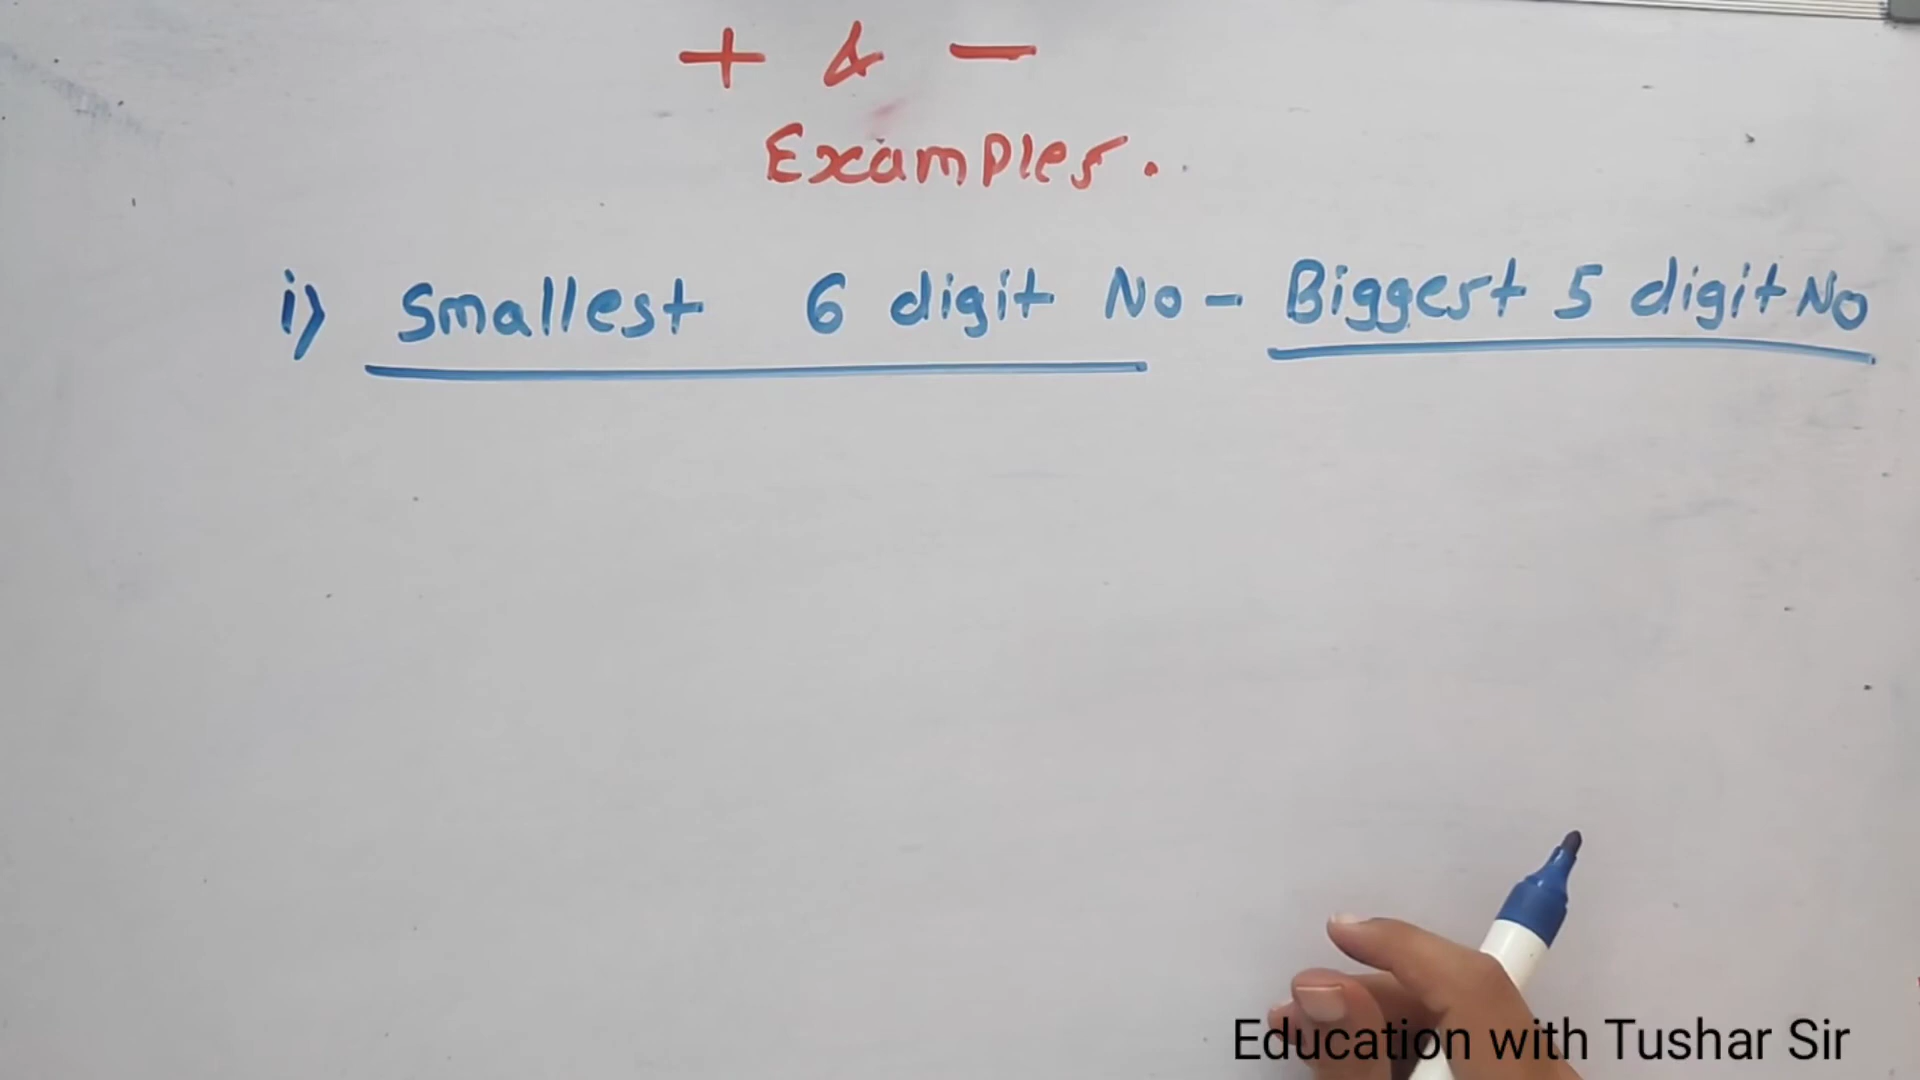 + & -
Examples.
i) Smallest 6 digit No - Biggest 5 digit No
Education with Tushar Sir